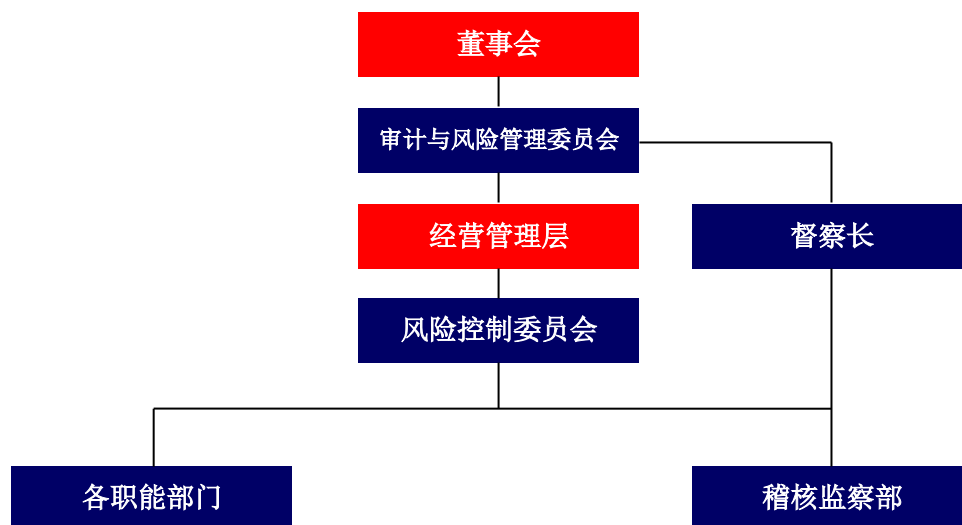 董事会
审计与风险管理委员会
经营管理层
督察长
风险控制委员会
各职能部门
稽核监察部